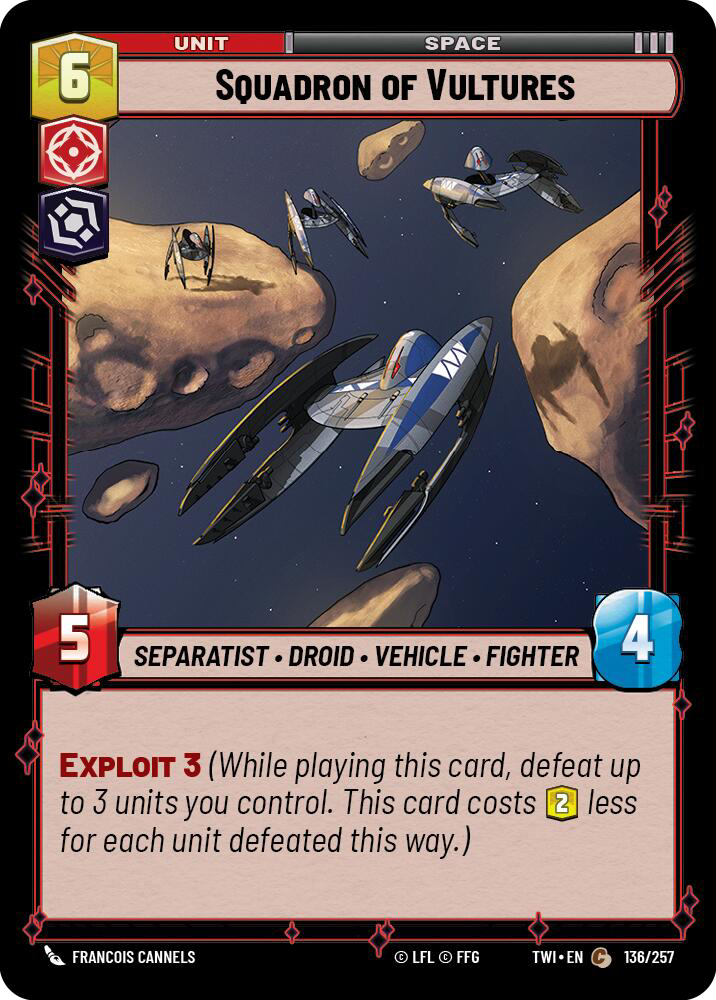 UNIT
SPACE
6
SQUADRON OF VULTURES
5
SEPARATIST • DROID • VEHICLE • FIGHTER
4
EXPLOIT 3 (While playing this card, defeat up
to 3 units you control. This card costs 2 less
for each unit defeated this way.)
FRANCOIS CANNELS
© LFL © FFG
TWI • EN
C
136/257